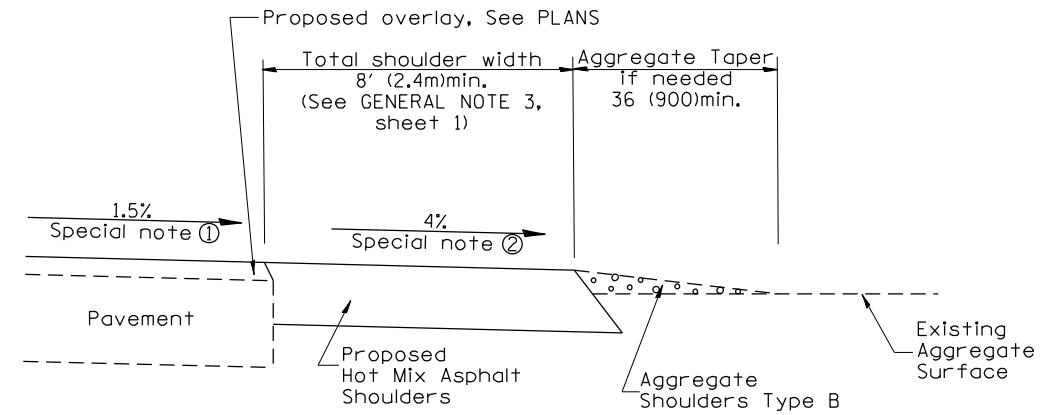 Proposed overlay, See PLANS
Total shoulder width
8' (2.4m)min.
(See GENERAL NOTE 3,
sheet 1)
Aggregate Taper
if needed
36 (900)min.
1.5%
Special note ①
4%
Special note ②
Pavement
Proposed
Hot Mix Asphalt
Shoulders
Aggregate
Shoulders Type B
Existing
Aggregate
Surface